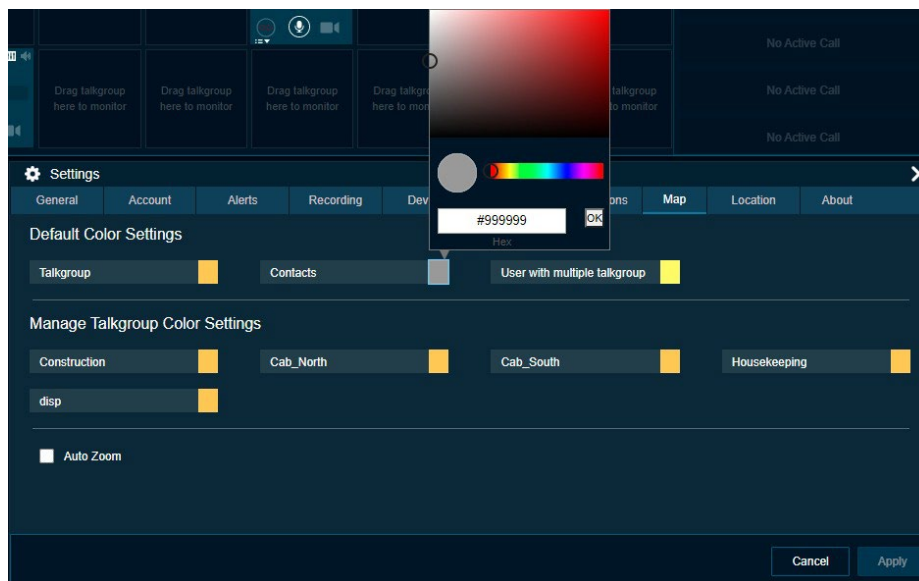 No Active Call
Drag talkgroup
here to monitor
Drag talkgroup
here to monitor
Drag talkgroup
here to monitor
talkgroup
No Active Call
No Active Call
Settings
General Account Alerts Recording Map Location About
#999999 OK
Hex
Default Color Settings
Talkgroup Contacts User with multiple talkgroup
Manage Talkgroup Color Settings
Construction Cab_North Cab_South Housekeeping
disp
Auto Zoom
Cancel Apply